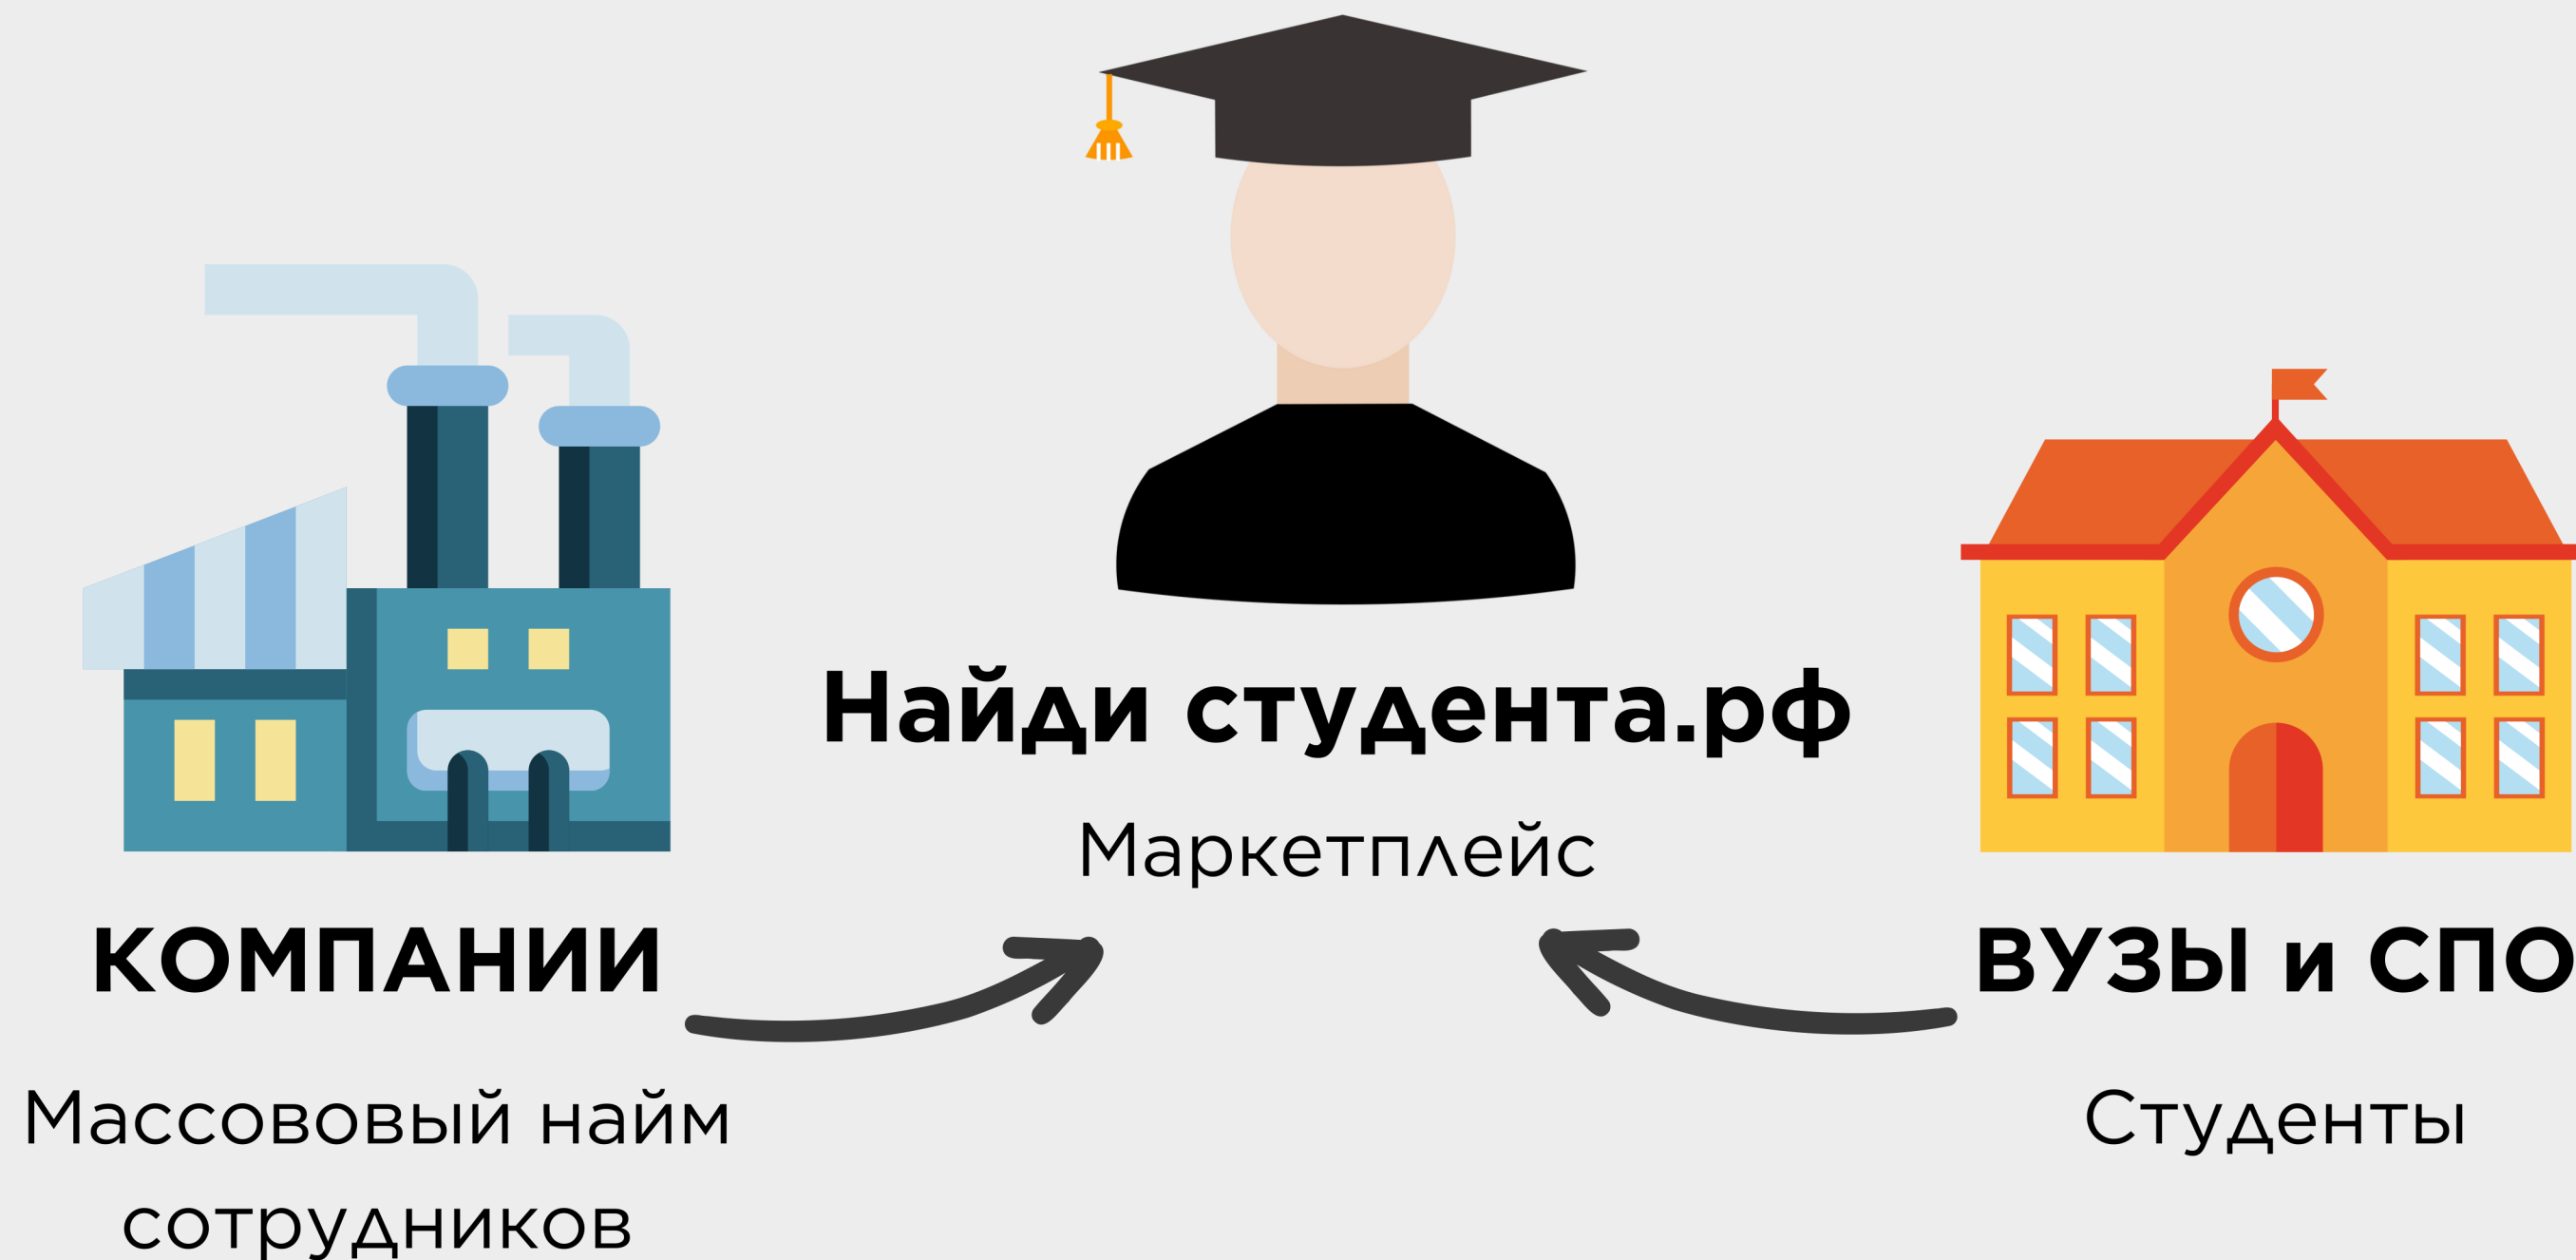 Найди студента.рф
Маркетплейс
КОМПАНИИ
Массововый найм
сотрудников
ВУЗЫ и СПО
Студенты